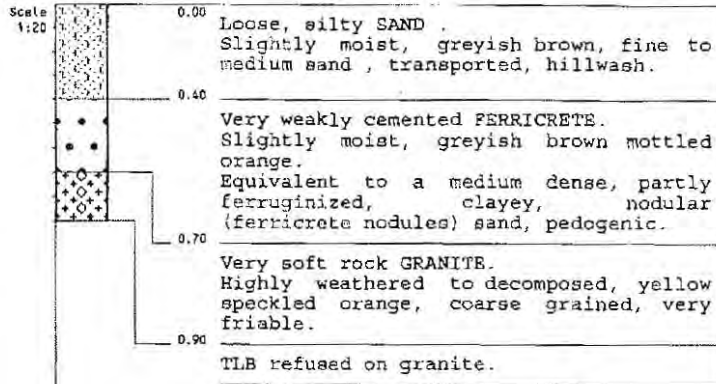 Scale
1:20
0.00
Loose, silty SAND .
Slightly moist, greyish brown, fine to
medium sand , transported, hillwash.
0.40
Very weakly cemented FERRICRETE.
Slightly moist, greyish brown mottled
orange.
Equivalent to a medium dense, partly
ferruginized, clayey, nodular
(ferricrete nodules) sand, pedogenic.
0.70
Very soft rock GRANITE.
Highly weathered to decomposed, yellow
speckled orange, coarse grained, very
friable.
0.90
TLB refused on granite.